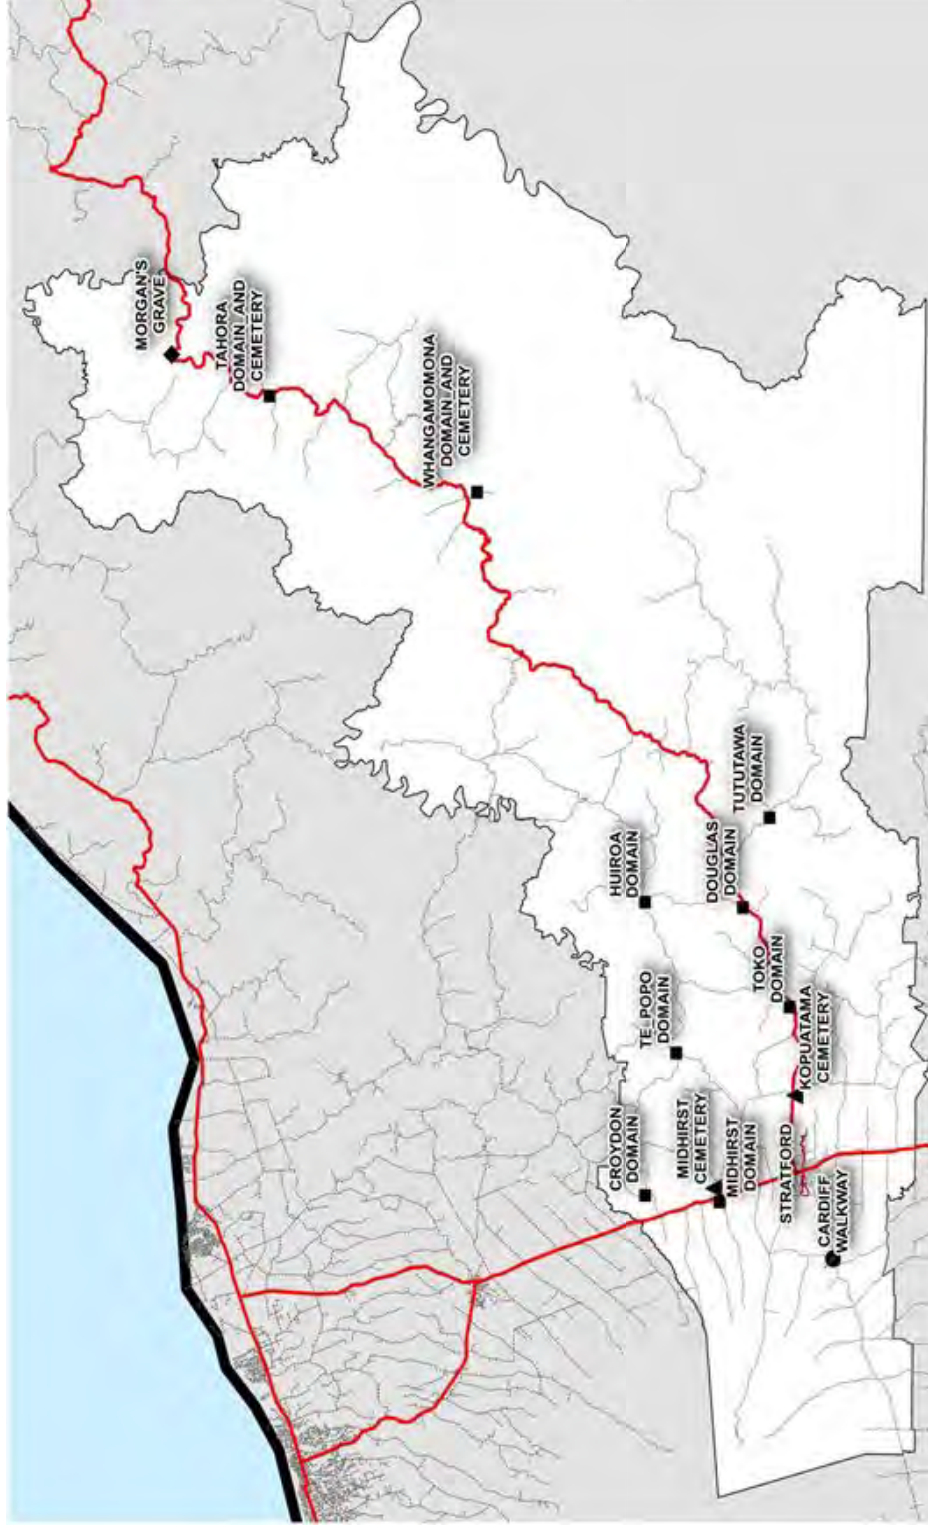 MORGAN'S
GRAVE
TAHORA
DOMAIN AND
CEMETERY
WHANGAMOMONA
DOMAIN AND
CEMETERY
TUTUTAWA
DOMAIN
HUIROA
DOMAIN
DOUGLAS
DOMAIN
TOKO
DOMAIN
TE POPO
DOMAIN
KOPUATAMA
CEMETERY
CROYDON
DOMAIN
MIDHIRST
CEMETERY
MIDHIRST
DOMAIN
STRATFORD
CARDIFF
WALKWAY